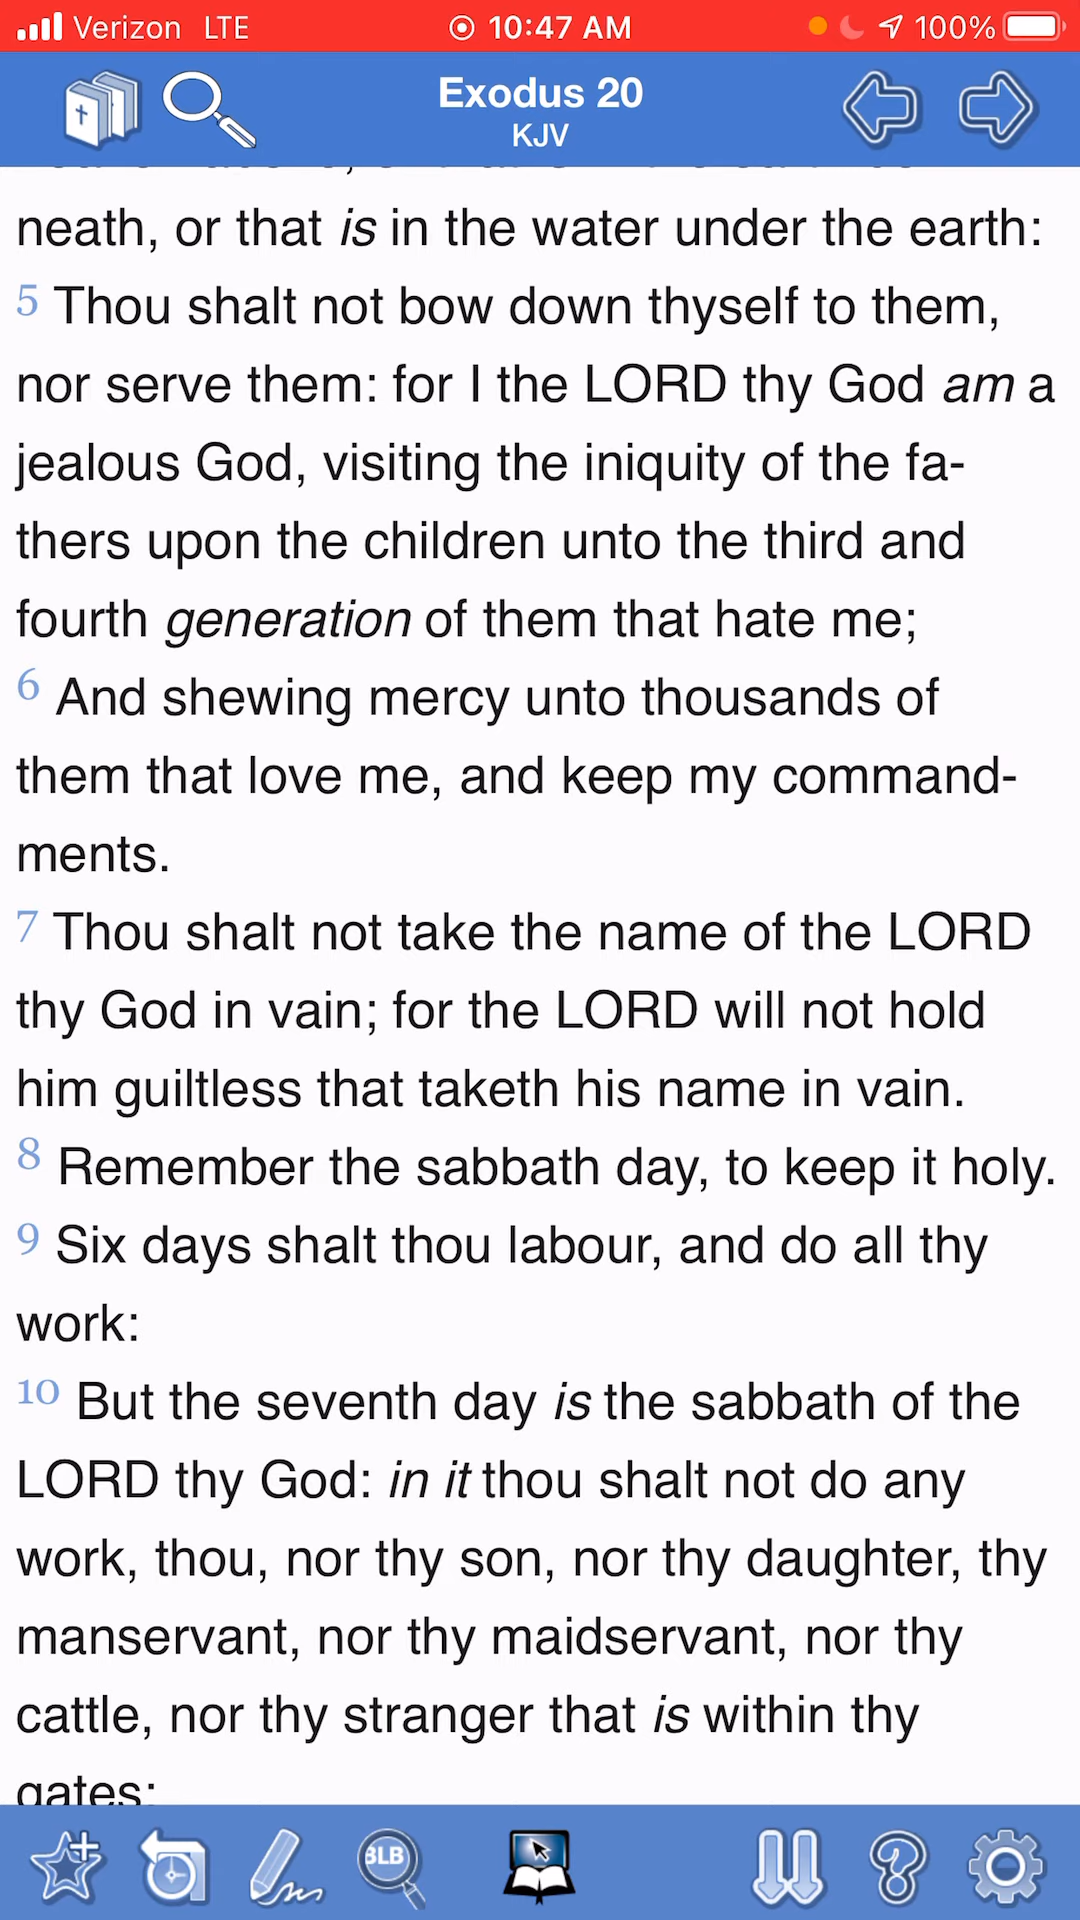 Verizon LTE 10:47 AM 100%
Exodus 20
KJV
neath, or that is in the water under the earth:
5 Thou shalt not bow down thyself to them,
nor serve them: for I the LORD thy God am a
jealous God, visiting the iniquity of the fa-
thers upon the children unto the third and
fourth generation of them that hate me;
6 And shewing mercy unto thousands of
them that love me, and keep my command-
ments.
7 Thou shalt not take the name of the LORD
thy God in vain; for the LORD will not hold
him guiltless that taketh his name in vain.
8 Remember the sabbath day, to keep it holy.
9 Six days shalt thou labour, and do all thy
work:
10 But the seventh day is the sabbath of the
LORD thy God: in it thou shalt not do any
work, thou, nor thy son, nor thy daughter, thy
manservant, nor thy maidservant, nor thy
cattle, nor thy stranger that is within thy
gates:
BLB